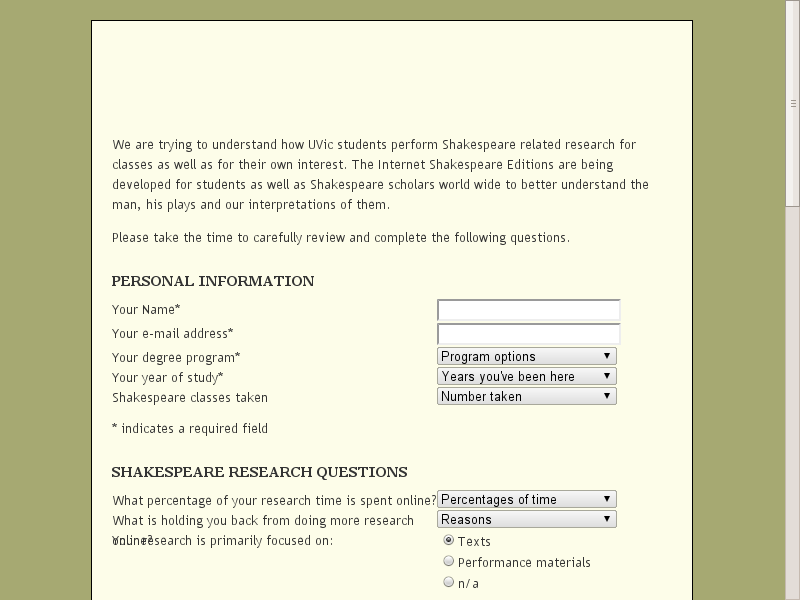 We are trying to understand how UVic students perform Shakespeare related research for
classes as well as for their own interest. The Internet Shakespeare Editions are being
developed for students as well as Shakespeare scholars world wide to better understand the
man, his plays and our interpretations of them.
Please take the time to carefully review and complete the following questions.
PERSONAL INFORMATION
Your Name*
Your e-mail address*
Your degree program* Program options
Your year of study* Years you've been here
Shakespeare classes taken Number taken
* indicates a required field
SHAKESPEARE RESEARCH QUESTIONS
What percentage of your research time is spent online? Percentages of time
What is holding you back from doing more research Reasons
online?
Your research is primarily focused on: Texts
Performance materials
n/a